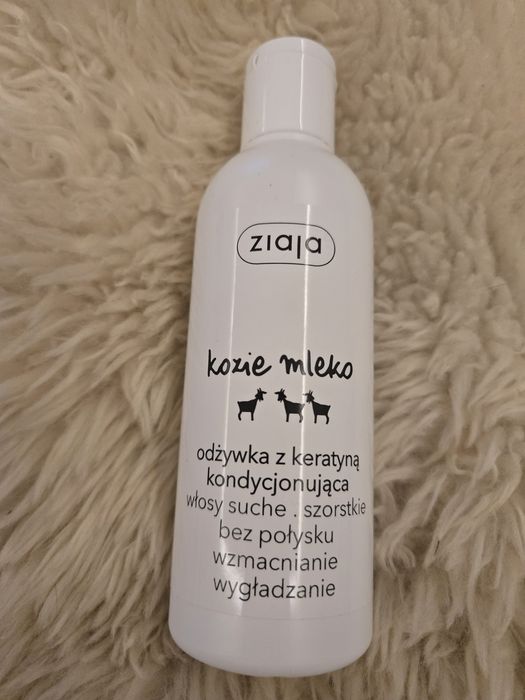 ziaja
kozie mleko
odżywka z keratyną
kondycjonująca
włosy suche . szorstkie
bez połysku
wzmacnianie
wygładzanie